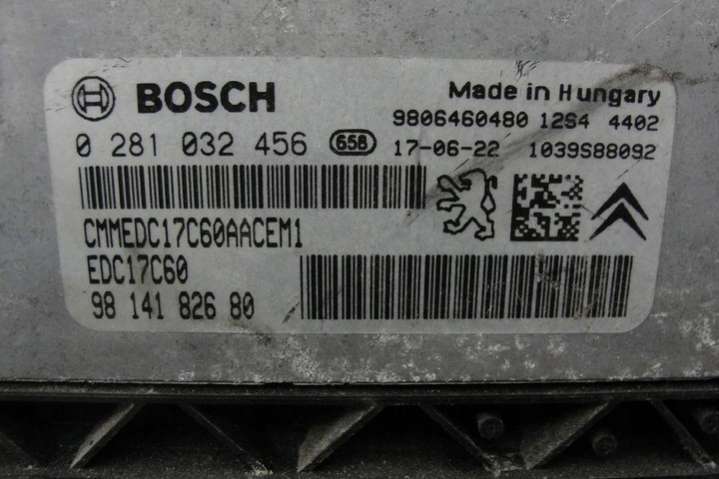 BOSCH
Made in Hungary
9806460480 12S4 4402
0 281 032 456 658 17-06-22 1039S88092
CMMEDC17C60AACEM1
EDC17C60
98 141 826 80